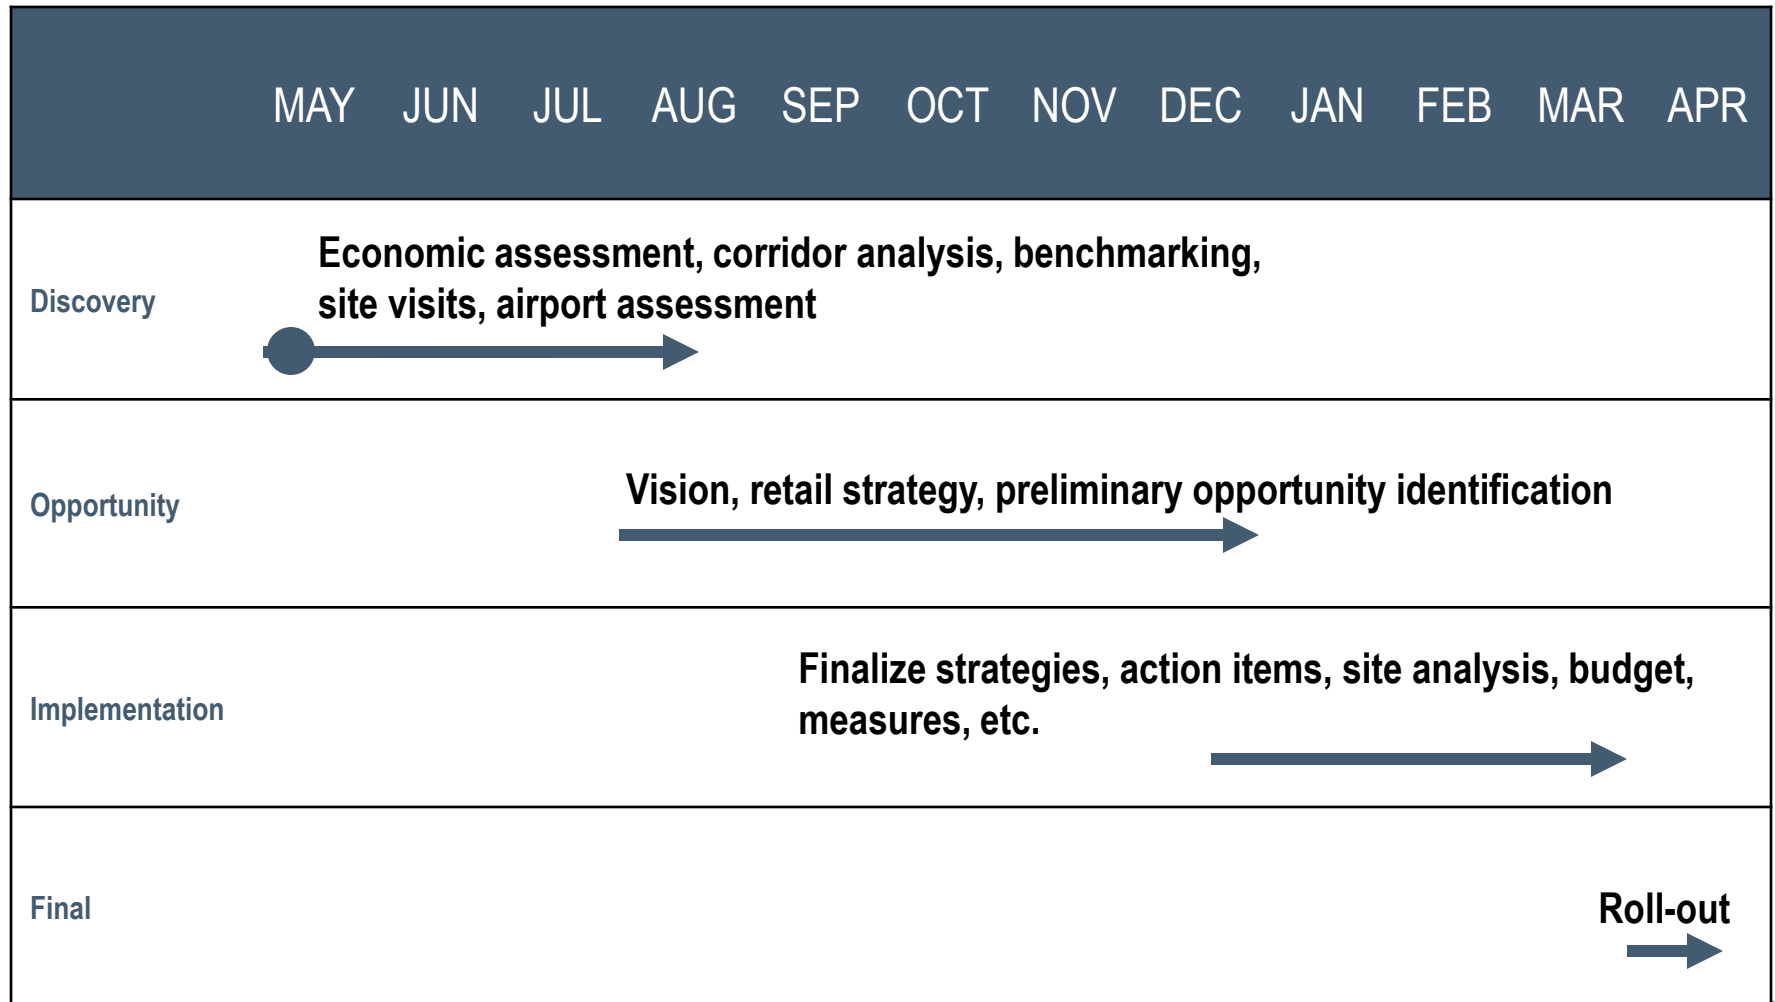 MAY JUN JUL AUG SEP OCT NOV DEC JAN FEB MAR APR
Discovery
Economic assessment, corridor analysis, benchmarking,
site visits, airport assessment
Opportunity
Vision, retail strategy, preliminary opportunity identification
Implementation
Finalize strategies, action items, site analysis, budget,
measures, etc.
Final
Roll-out